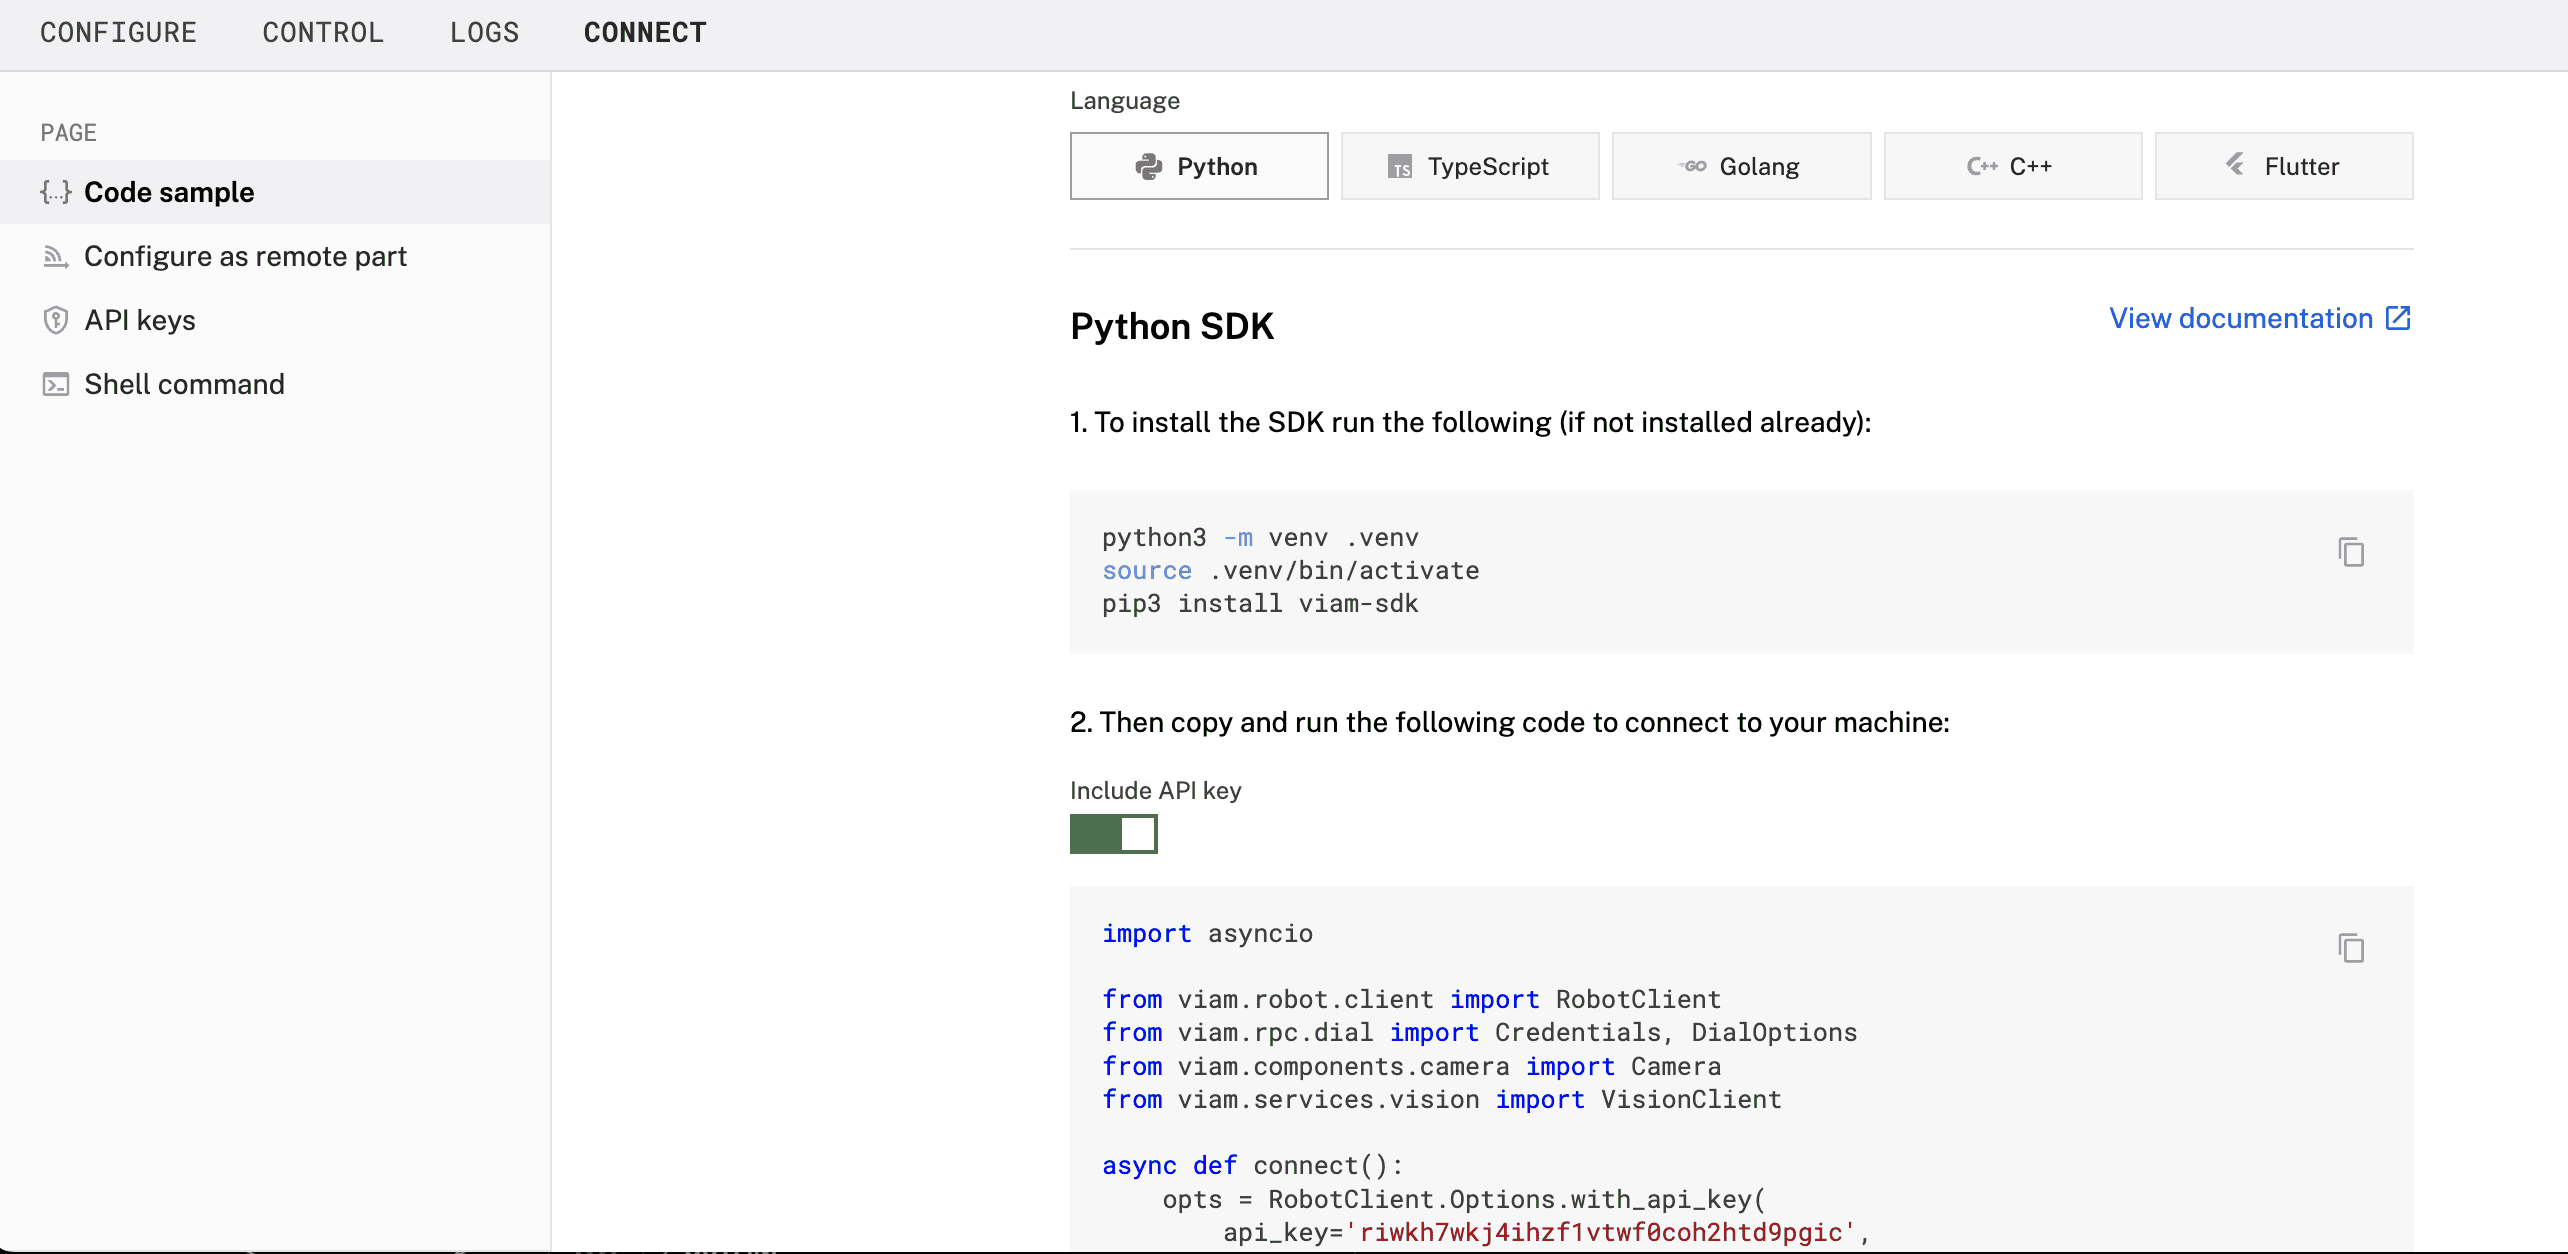 CONFIGURE CONTROL LOGS CONNECT
PAGE
{...} Code sample
Configure as remote part
API keys
Shell command
Language
Python
TS TypeScript
GO Golang
C++ C++
Flutter
Python SDK
View documentation
1. To install the SDK run the following (if not installed already):
python3 -m venv .venv
source .venv/bin/activate
pip3 install viam-sdk
2. Then copy and run the following code to connect to your machine:
Include API key
import asyncio
from viam.robot.client import RobotClient
from viam.rpc.dial import Credentials, DialOptions
from viam.components.camera import Camera
from viam.services.vision import VisionClient
async def connect():
opts = RobotClient.Options.with_api_key(
api_key='riwkh7wkj4ihzf1vtwf0coh2htd9pgic',